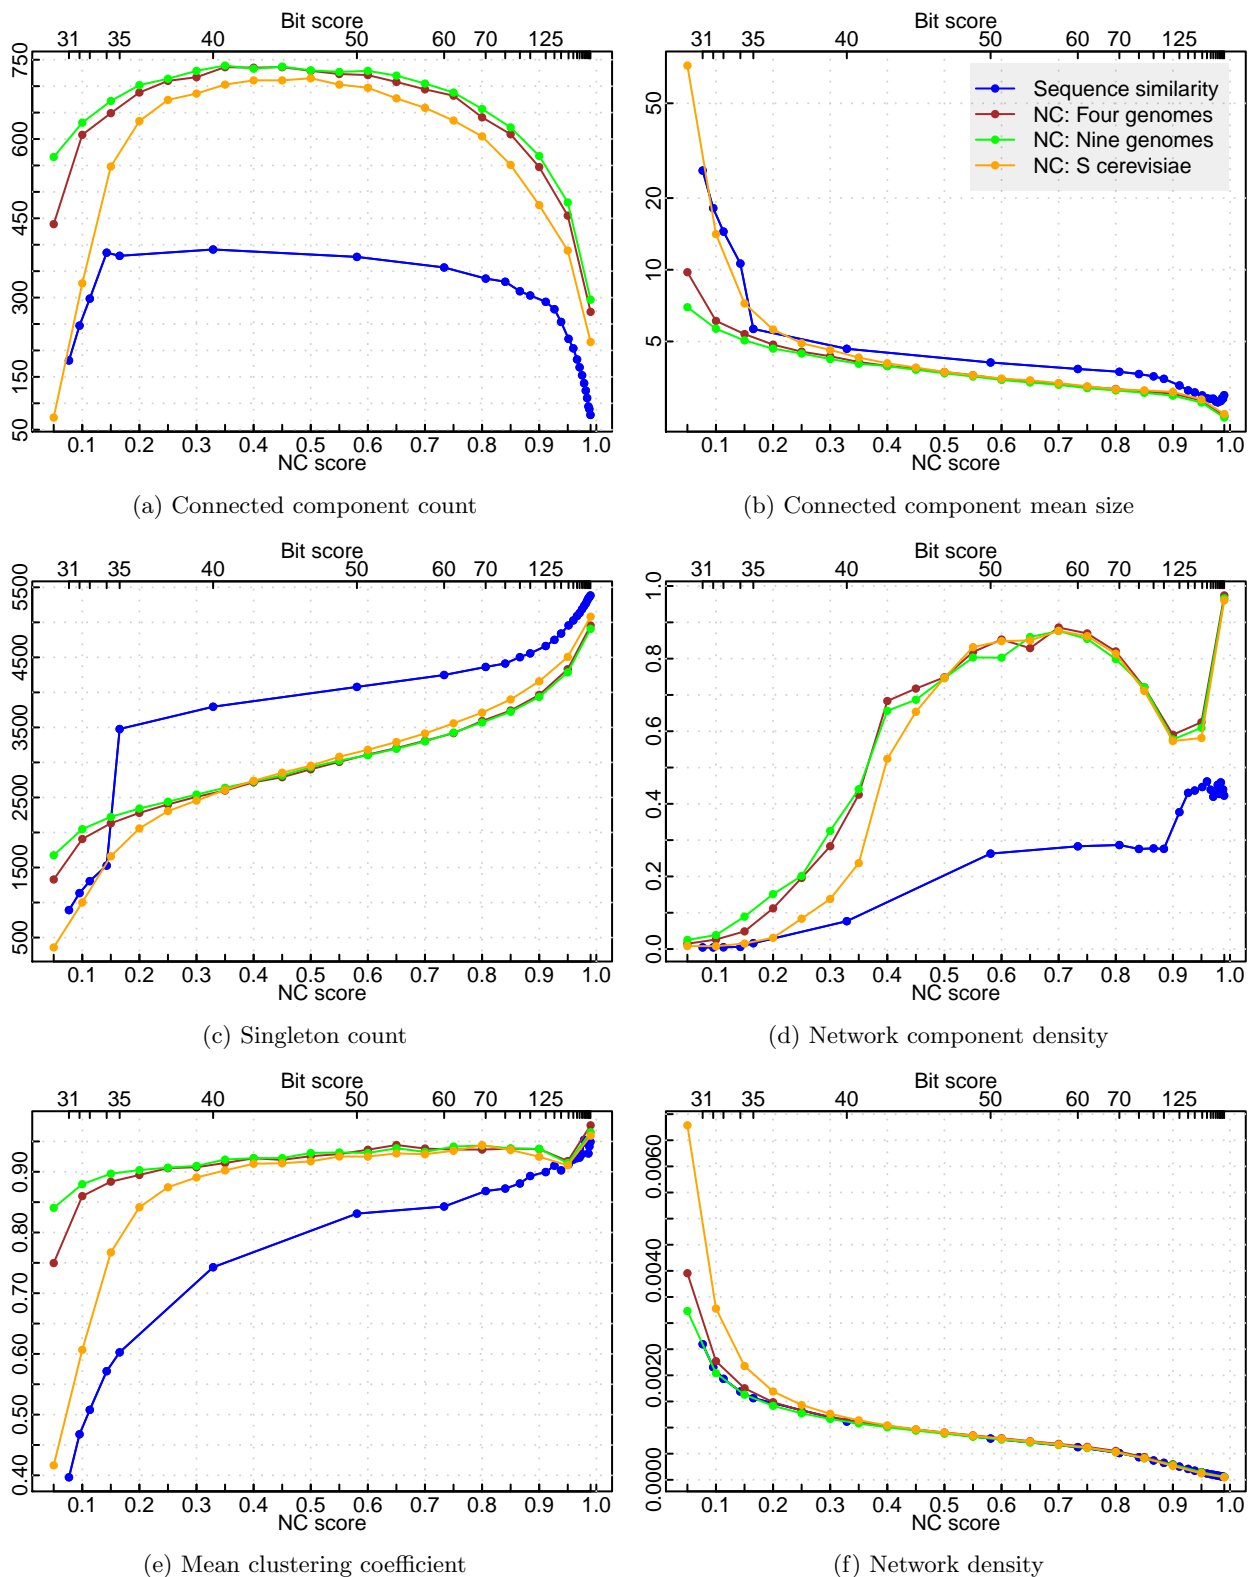 Bit score
31 35 40 50 60 70 125
750
600
450
300
150
50
0.1 0.2 0.3 0.4 0.5 0.6 0.7 0.8 0.9 1.0
NC score
(a) Connected component count
Bit score
31 35 40 50 60 70 125
50
20
10
5
Sequence similarity
NC: Four genomes
NC: Nine genomes
NC: S cerevisiae
0.1 0.2 0.3 0.4 0.5 0.6 0.7 0.8 0.9 1.0
NC score
(b) Connected component mean size
Bit score
31 35 40 50 60 70 125
5500
4500
3500
2500
1500
500
0.1 0.2 0.3 0.4 0.5 0.6 0.7 0.8 0.9 1.0
NC score
(c) Singleton count
Bit score
31 35 40 50 60 70 125
1.0
0.8
0.6
0.4
0.2
0.0
0.1 0.2 0.3 0.4 0.5 0.6 0.7 0.8 0.9 1.0
NC score
(d) Network component density
Bit score
31 35 40 50 60 70 125
0.90
0.80
0.70
0.60
0.50
0.40
0.1 0.2 0.3 0.4 0.5 0.6 0.7 0.8 0.9 1.0
NC score
(e) Mean clustering coefficient
Bit score
31 35 40 50 60 70 125
0.0060
0.0040
0.0020
0.0000
0.1 0.2 0.3 0.4 0.5 0.6 0.7 0.8 0.9 1.0
NC score
(f) Network density